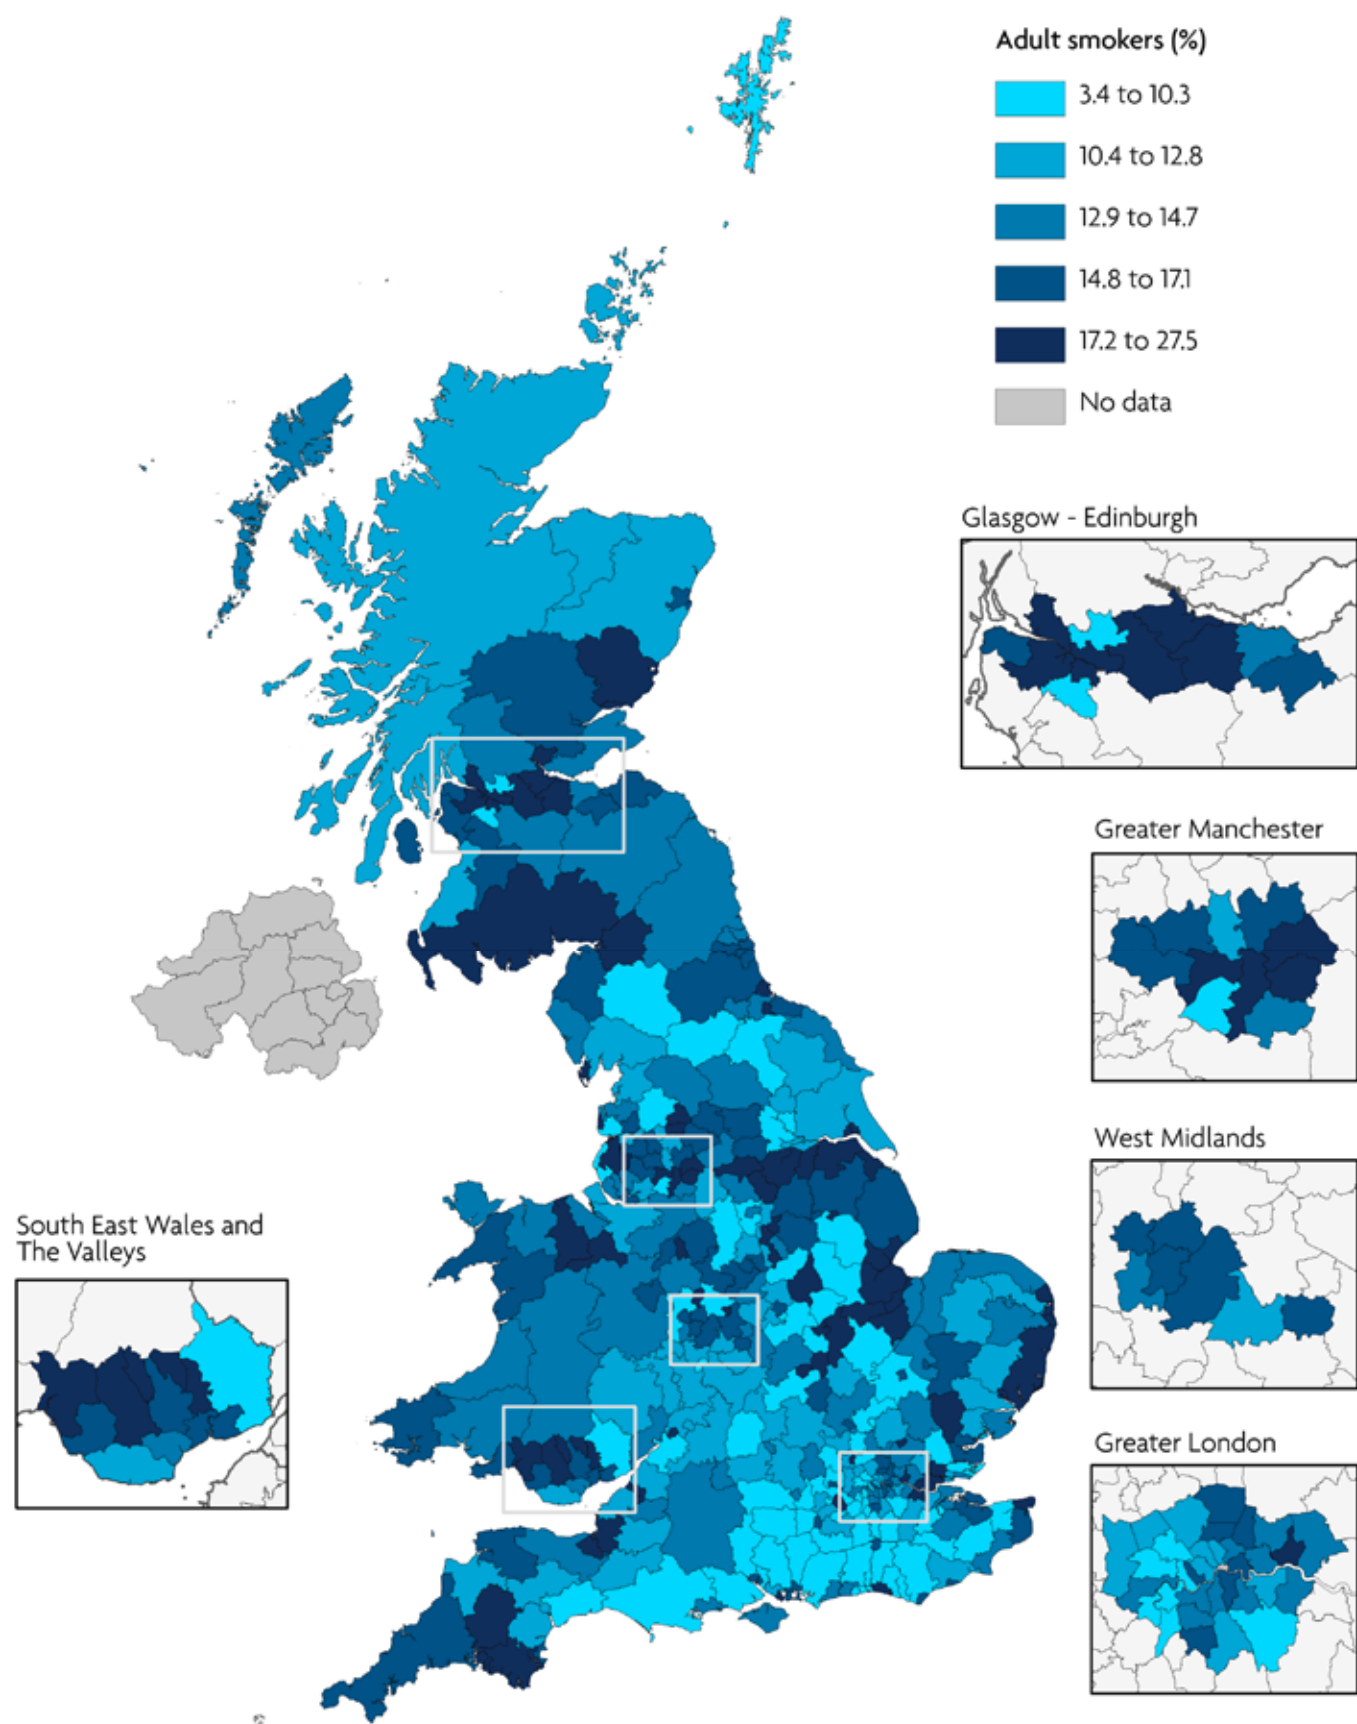 Adult smokers (%)
3.4 to 10.3
10.4 to 12.8
12.9 to 14.7
14.8 to 17.1
17.2 to 27.5
No data
Glasgow - Edinburgh
Greater Manchester
West Midlands
South East Wales and
The Valleys
Greater London